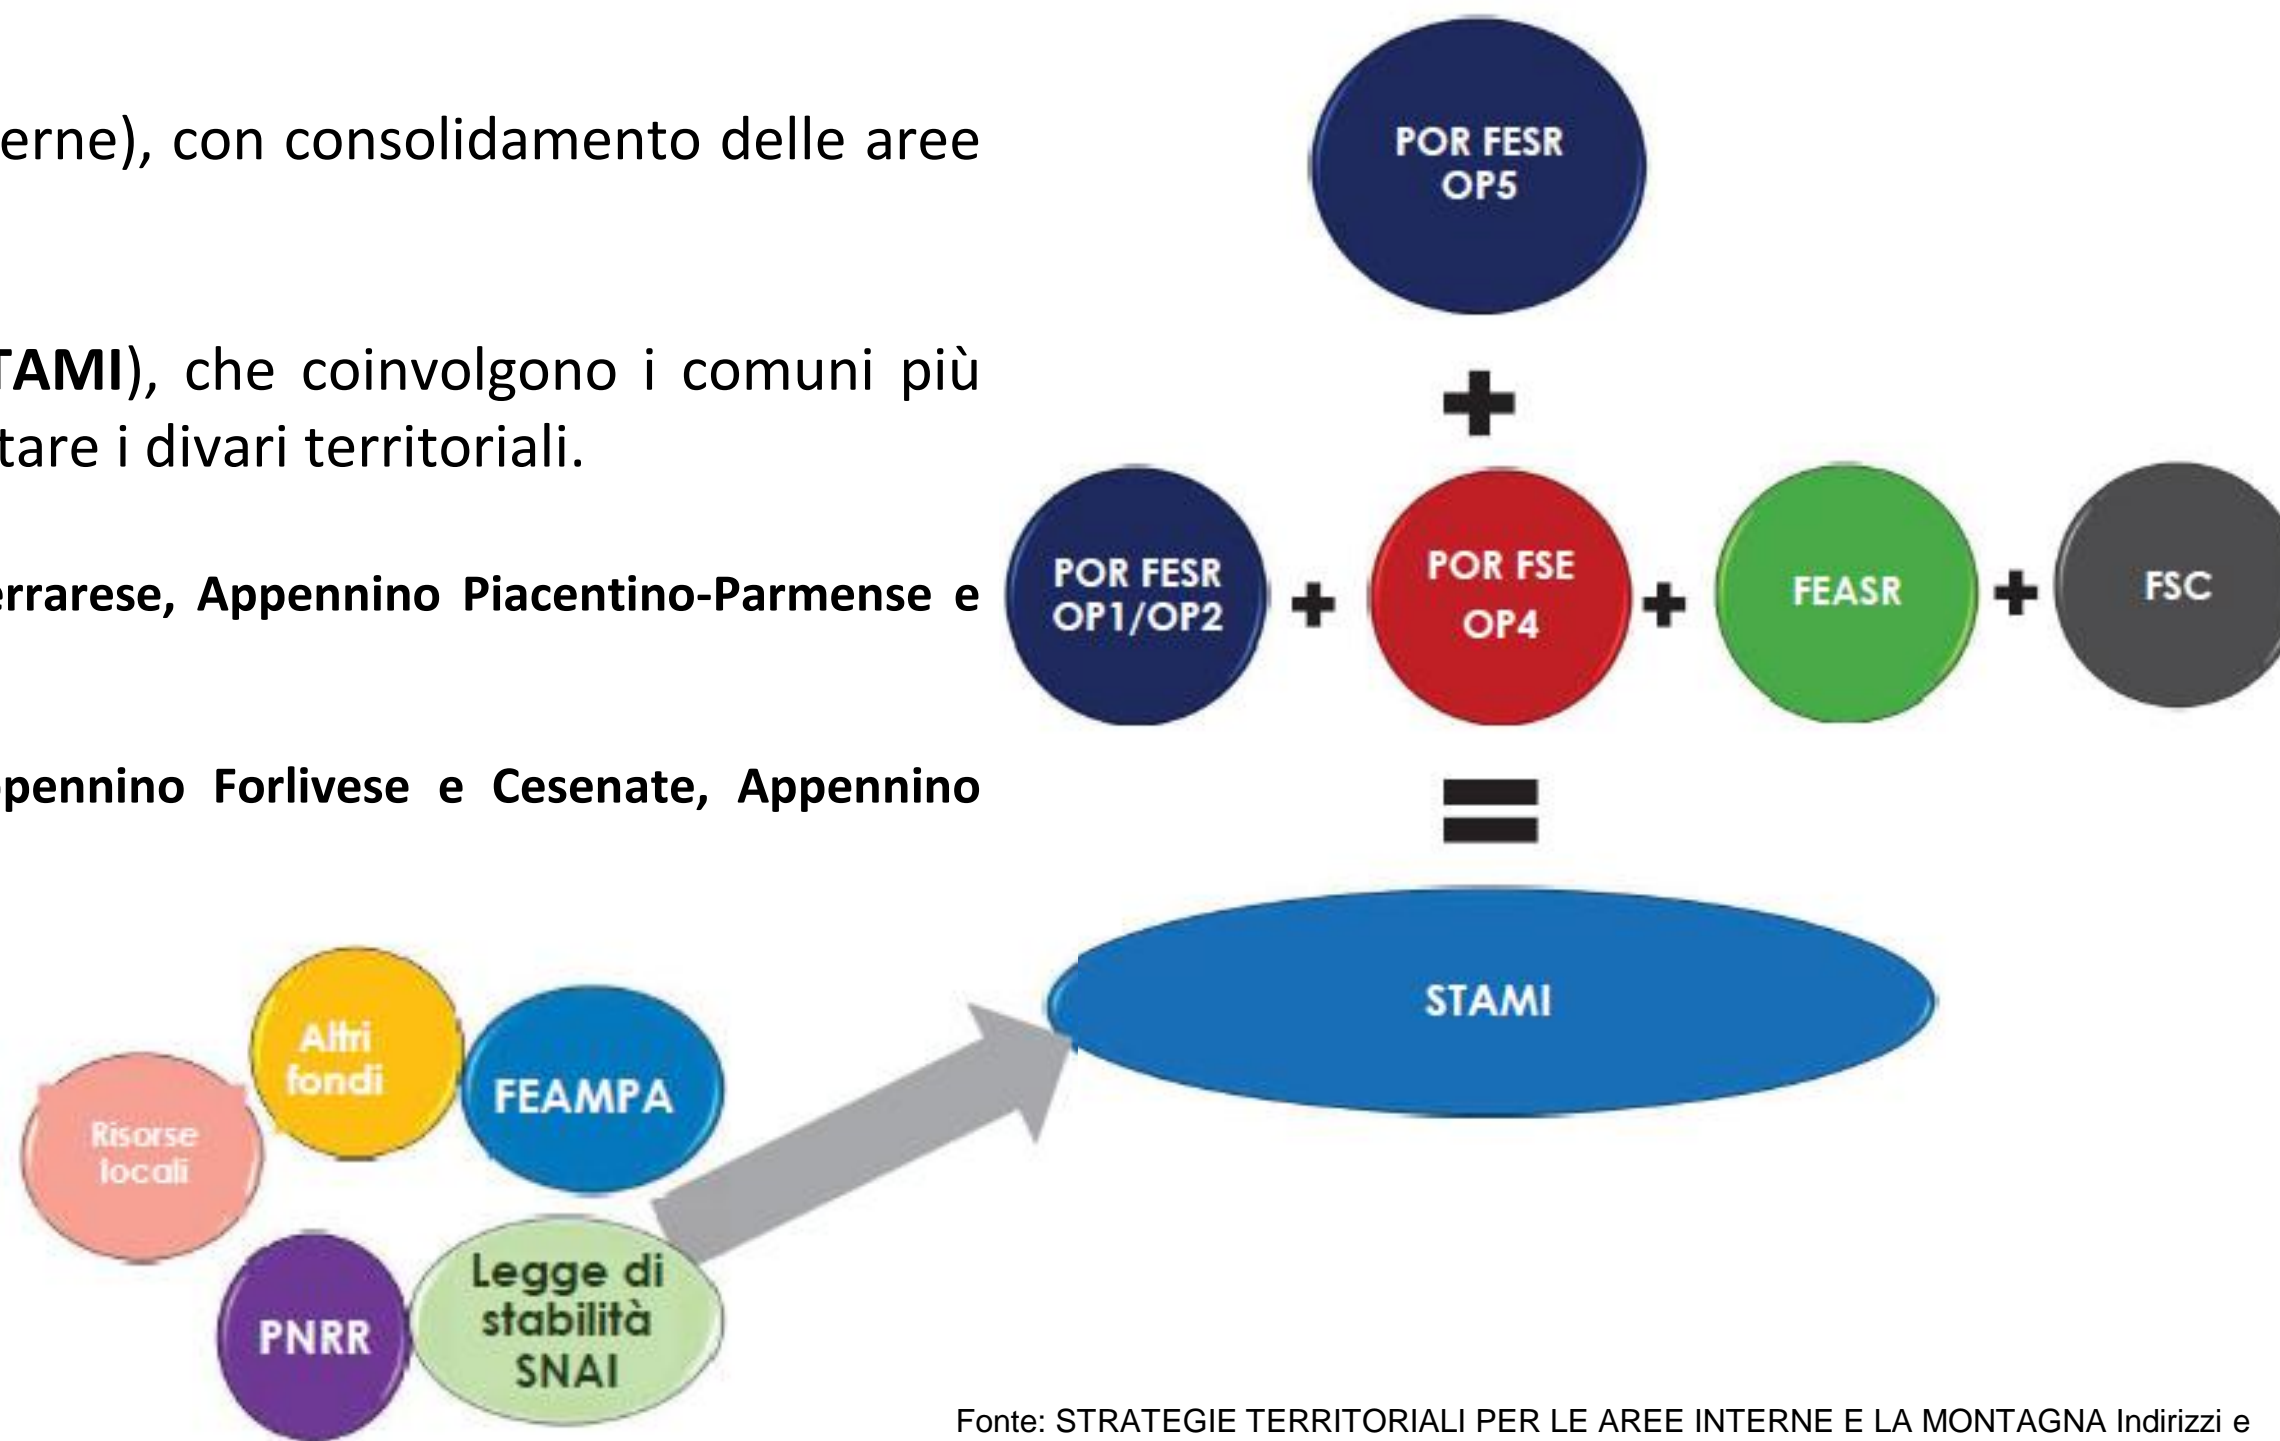 erne), con consolidamento delle aree
TAMI), che coinvolgono i comuni più
tare i divari territoriali.
errarese, Appennino Piacentino-Parmense e
pennino Forlivese e Cesenate, Appennino
POR FESR
OP5
+
POR FESR
OP1/OP2
+
POR FSE
OP4
+
FEASR
+
FSC
=
STAMI
Altri
fondi
FEAMPA
Risorse
locali
PNRR
Legge di
stabilità
SNAI
Fonte: STRATEGIE TERRITORIALI PER LE AREE INTERNE E LA MONTAGNA Indirizzi e